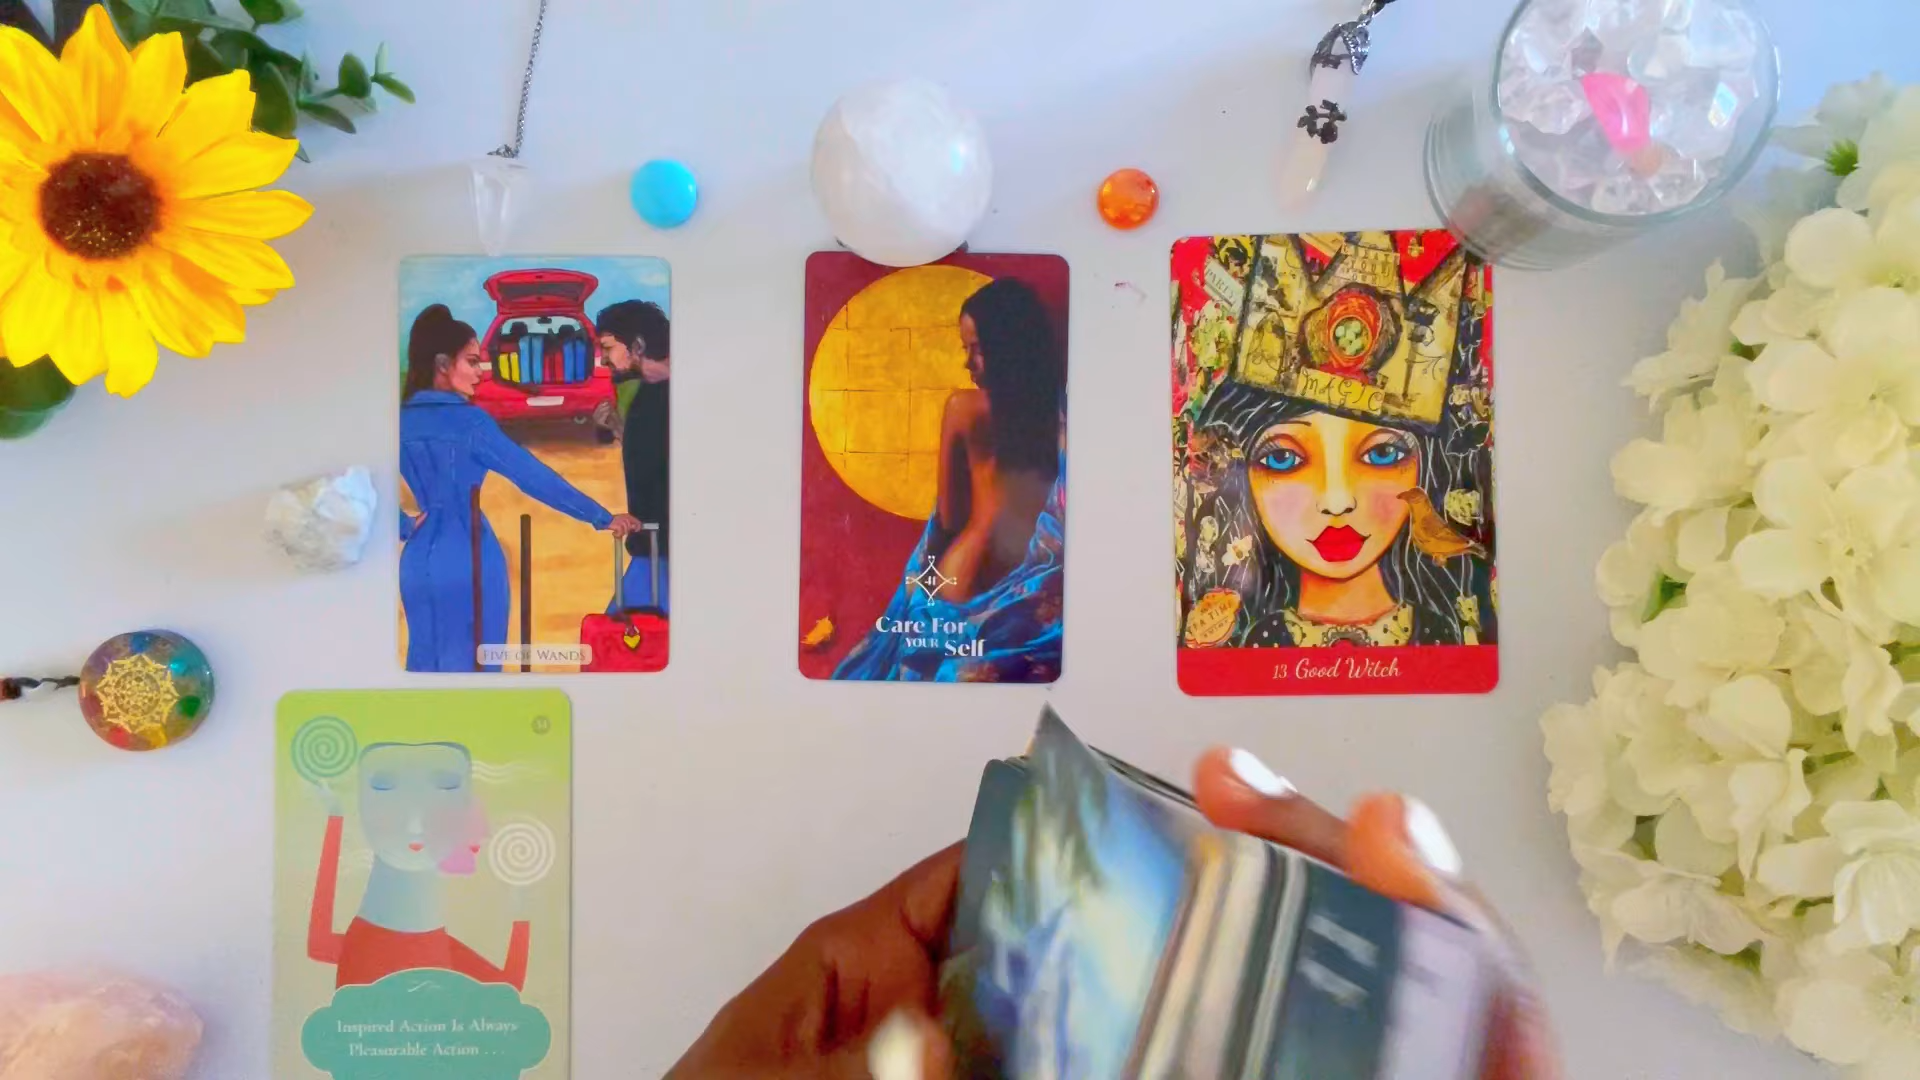 MAGIC
FIVE OF WANDS
Care For
YOUR Self
13 Good Witch
Inspired Action Is Always
Pleasurable Action . . .